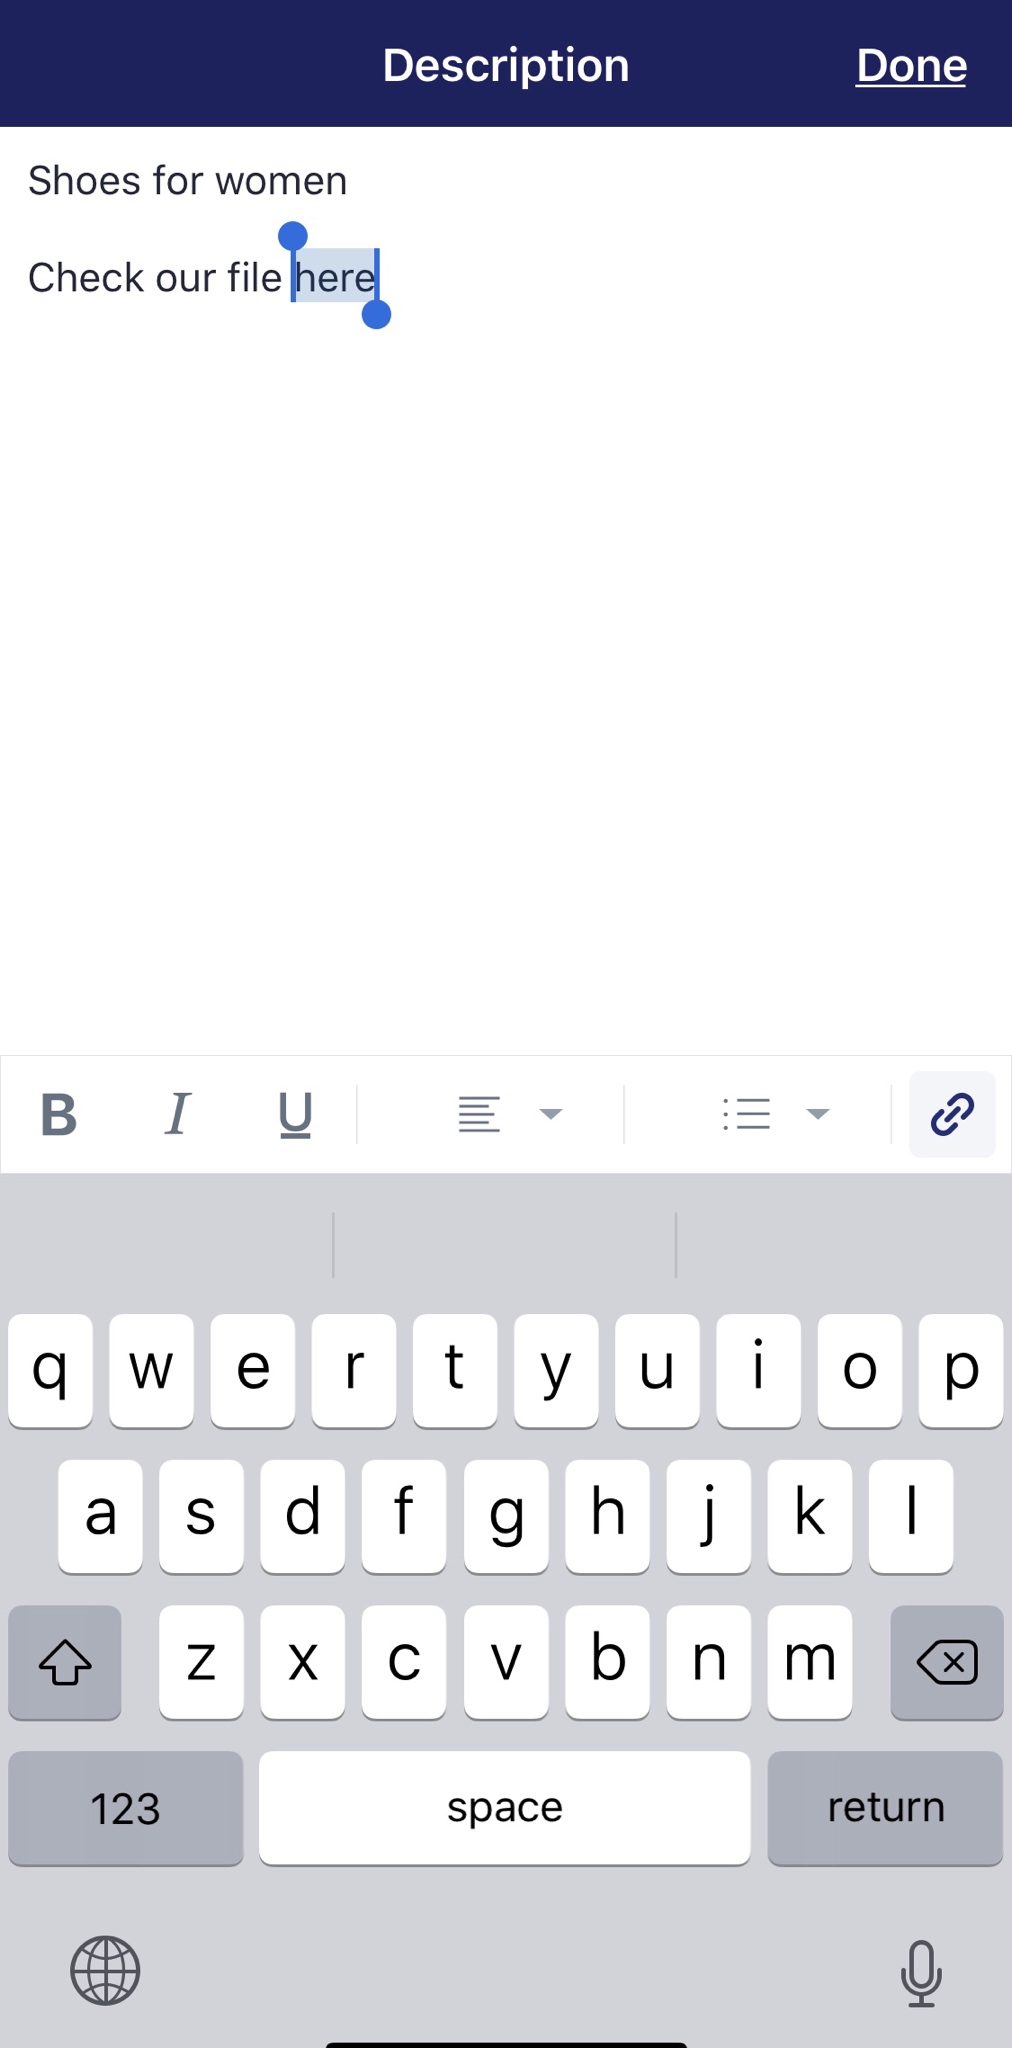 Description
Done
Shoes for women
Check our file here
B I U
q w e r t y u i o p
a s d f g h j k l
z x c v b n m
123 space return